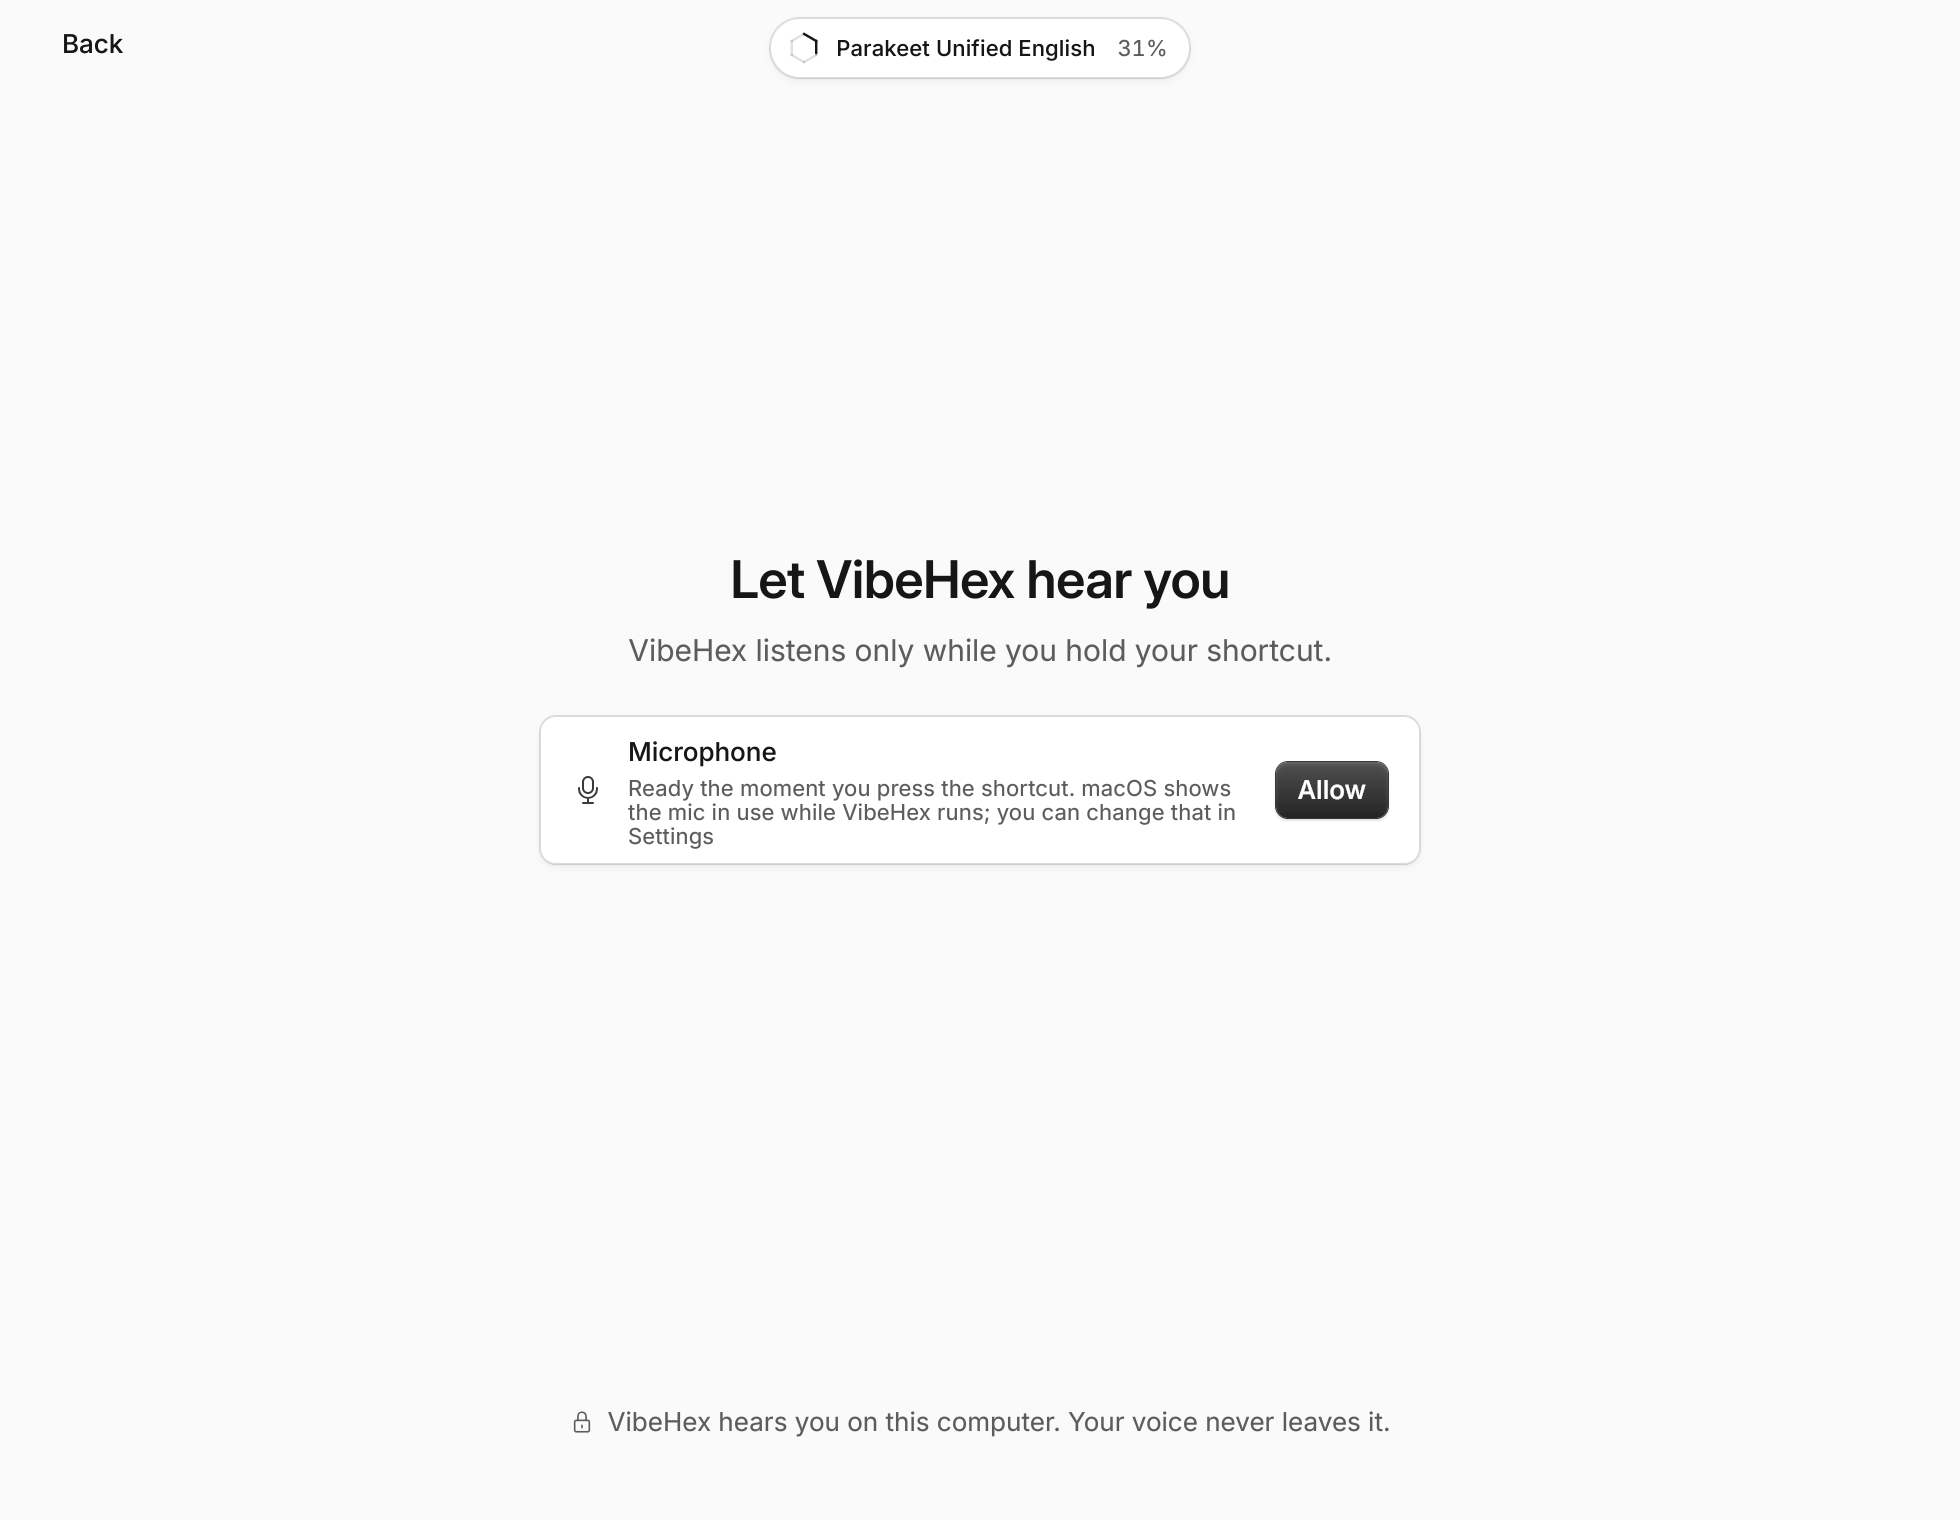 Back
Parakeet Unified English 31%
Let VibeHex hear you
VibeHex listens only while you hold your shortcut.
Microphone
Ready the moment you press the shortcut. macOS shows
the mic in use while VibeHex runs; you can change that in
Settings
Allow
VibeHex hears you on this computer. Your voice never leaves it.